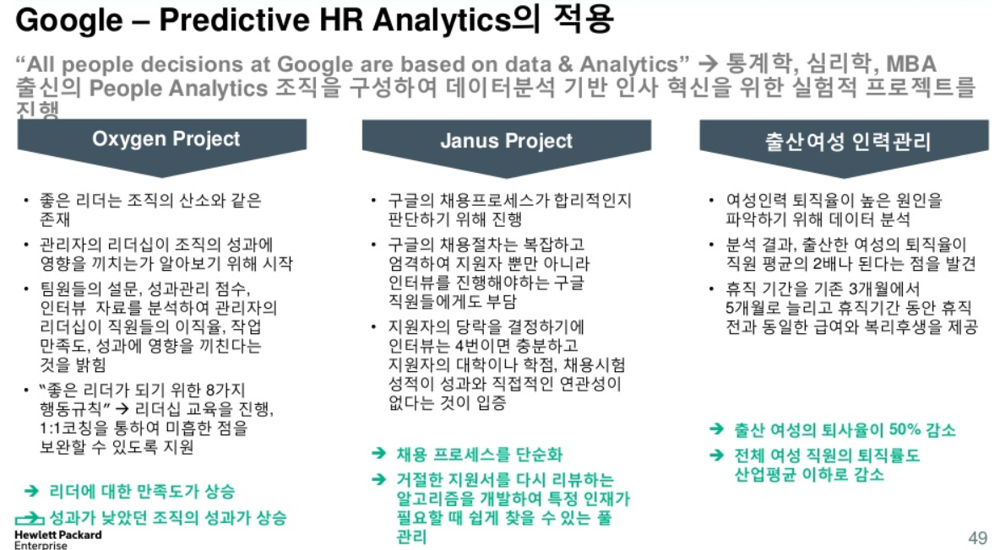 Google – Predictive HR Analytics의 적용
“All people decisions at Google are based on data & Analytics” → 통계학, 심리학, MBA
출신의 People Analytics 조직을 구성하여 데이터분석 기반 인사 혁신을 위한 실험적 프로젝트를
진행
Oxygen Project
• 좋은 리더는 조직의 산소와 같은
존재
• 관리자의 리더십이 조직의 성과에
영향을 끼치는가 알아보기 위해 시작
• 팀원들의 설문, 성과관리 점수,
인터뷰 자료를 분석하여 관리자의
리더십이 직원들의 이직율, 작업
만족도, 성과에 영향을 끼친다는
것을 밝힘
• “좋은 리더가 되기 위한 8가지
행동규칙” → 리더십 교육을 진행,
1:1코칭을 통하여 미흡한 점을
보완할 수 있도록 지원
→ 리더에 대한 만족도가 상승
→ 성과가 낮았던 조직의 성과가 상승
Janus Project
• 구글의 채용프로세스가 합리적인지
판단하기 위해 진행
• 구글의 채용절차는 복잡하고
엄격하여 지원자 뿐만 아니라
인터뷰를 진행해야하는 구글
직원들에게도 부담
• 지원자의 당락을 결정하기에
인터뷰는 4번이면 충분하고
지원자의 대학이나 학점, 채용시험
성적이 성과와 직접적인 연관성이
없다는 것이 입증
→ 채용 프로세스를 단순화
→ 거절한 지원서를 다시 리뷰하는
알고리즘을 개발하여 특정 인재가
필요할 때 쉽게 찾을 수 있는 풀
관리
출산여성 인력관리
• 여성인력 퇴직율이 높은 원인을
파악하기 위해 데이터 분석
• 분석 결과, 출산한 여성의 퇴직율이
직원 평균의 2배나 된다는 점을 발견
• 휴직 기간을 기존 3개월에서
5개월로 늘리고 휴직기간 동안 휴직
전과 동일한 급여와 복리후생을 제공
→ 출산 여성의 퇴사율이 50% 감소
→ 전체 여성 직원의 퇴직률도
산업평균 이하로 감소
Hewlett Packard
Enterprise
49